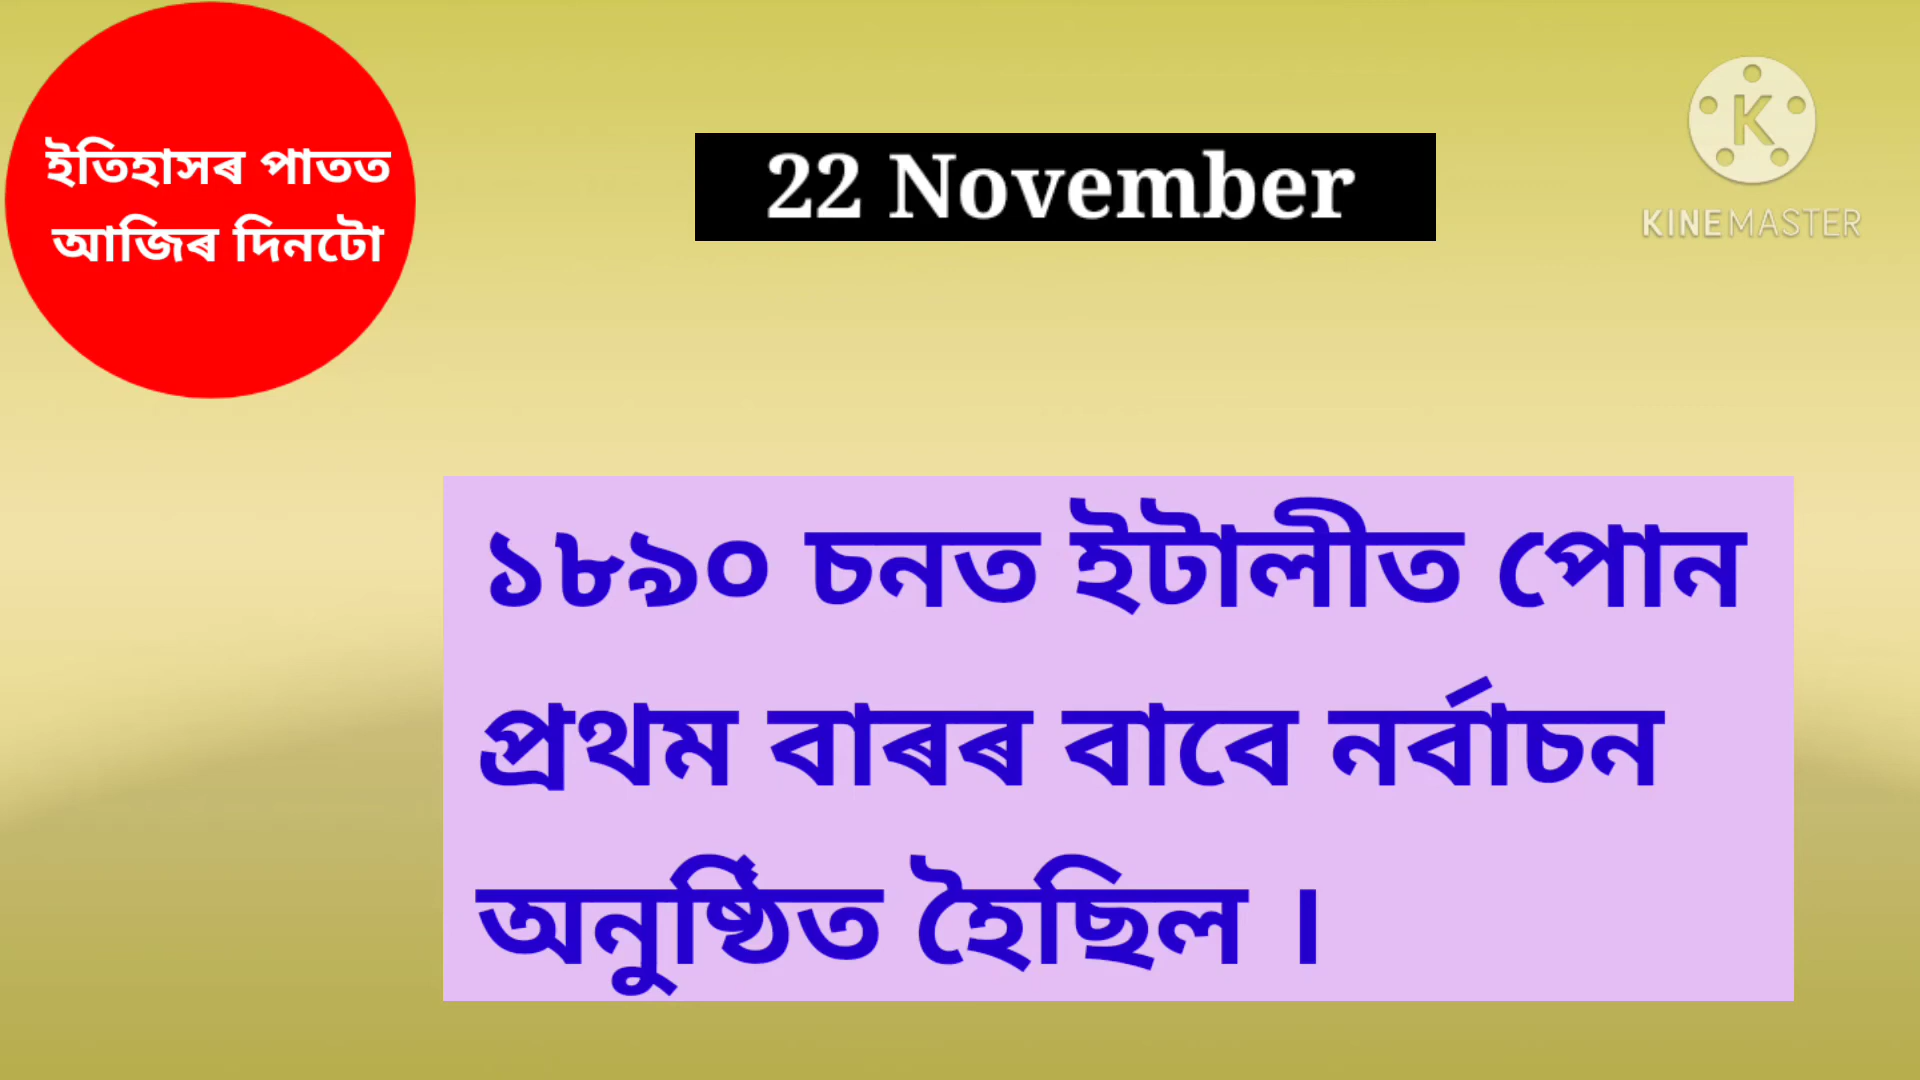 ইতিহাসৰ পাতত
আজিৰ দিনটো
22 November
KINEMASTER
১৮৯০ চনত ইটালীত পোন
প্ৰথম বাৰৰ বাবে নৰ্বাচন
অনুষ্ঠিত হৈছিল ।